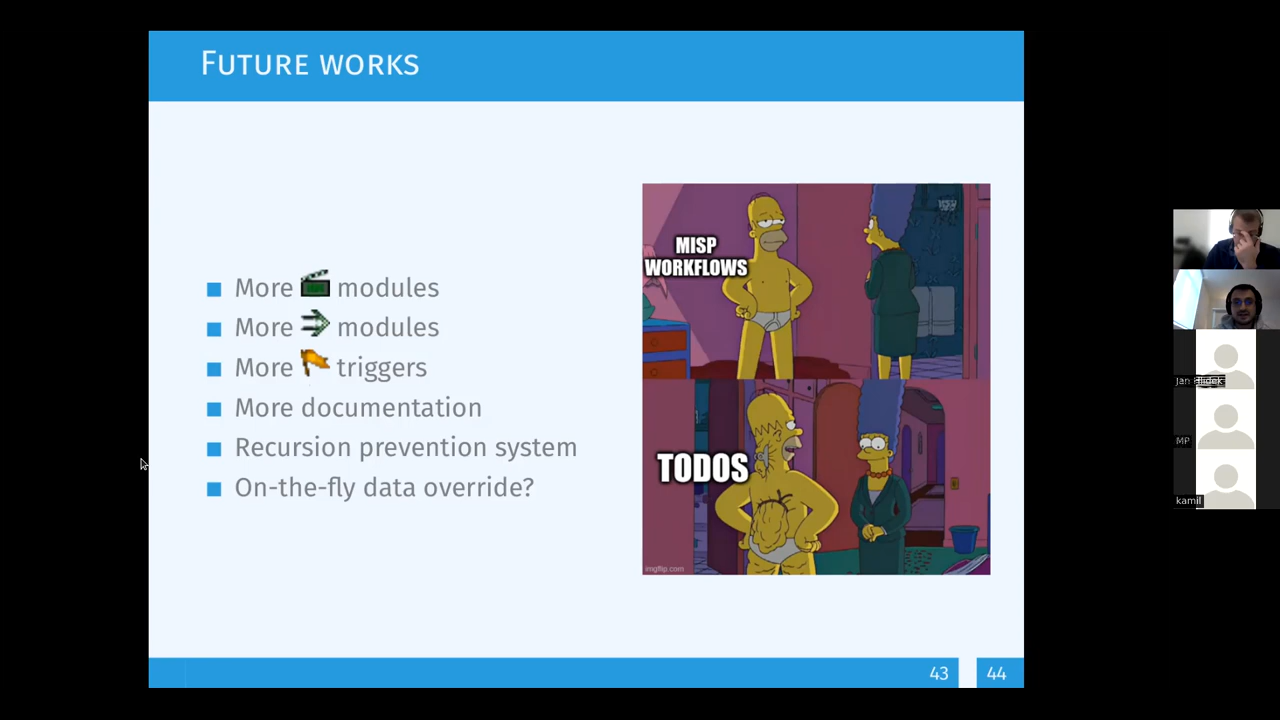 FUTURE WORKS
More modules
More modules
More triggers
More documentation
Recursion prevention system
On-the-fly data override?
MISP
WORKFLOWS
TODOS
imgflip.com
43 44
Jan
MP
kamil